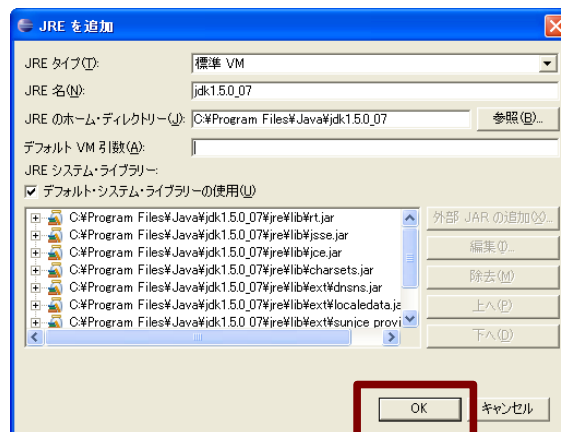 JRE を追加
JRE タイプ(T): 標準 VM
JRE 名(N): jdk1.5.0_07
JRE のホーム・ディレクトリー(J): C:¥Program Files¥Java¥jdk1.5.0_07 参照(B)...
デフォルト VM 引数(A):
JRE システム・ライブラリー:
デフォルト・システム・ライブラリーの使用(U)
C:¥Program Files¥Java¥jdk1.5.0_07¥jre¥lib¥rt.jar
C:¥Program Files¥Java¥jdk1.5.0_07¥jre¥lib¥jsse.jar
C:¥Program Files¥Java¥jdk1.5.0_07¥jre¥lib¥jce.jar
C:¥Program Files¥Java¥jdk1.5.0_07¥jre¥lib¥charsets.jar
C:¥Program Files¥Java¥jdk1.5.0_07¥jre¥lib¥ext¥dnsns.jar
C:¥Program Files¥Java¥jdk1.5.0_07¥jre¥lib¥ext¥localedata.ja
C:¥Program Files¥Java¥jdk1.5.0_07¥jre¥lib¥ext¥sunjce provi
外部 JAR の追加(X)...
編集(I)...
除去(M)
上へ(P)
下へ(D)
OK キャンセル